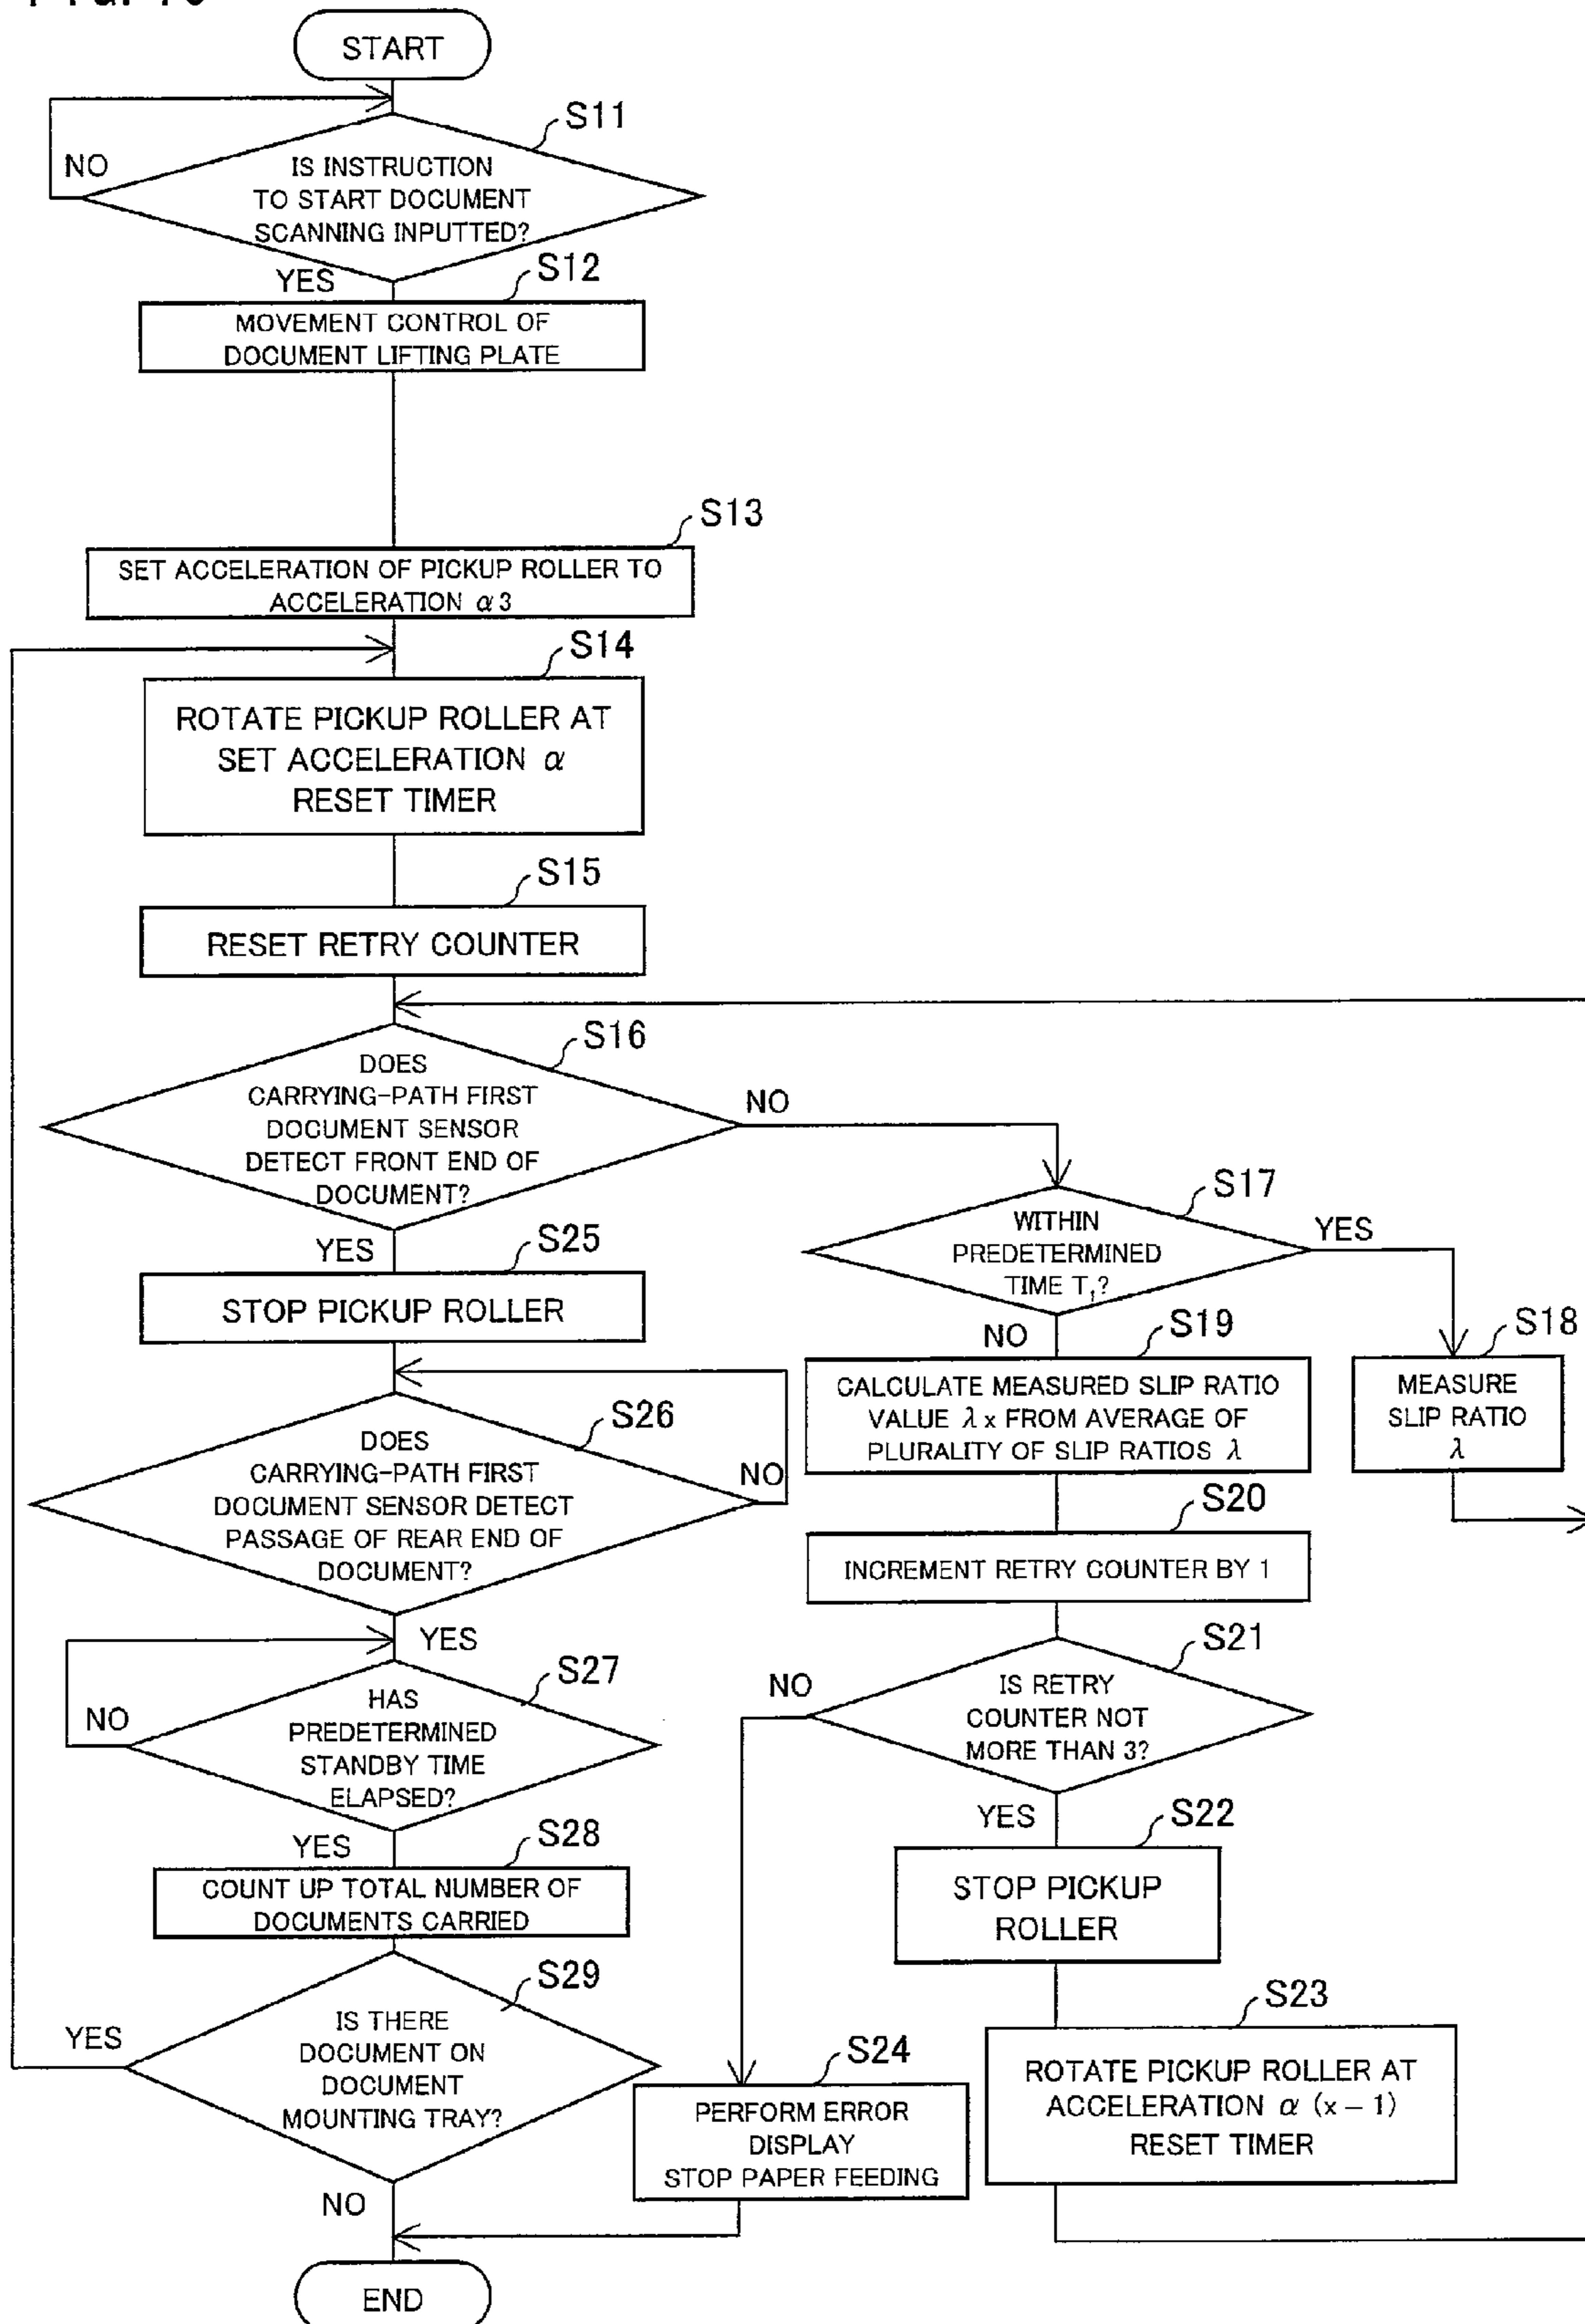 START
S11
NO
IS INSTRUCTION
TO START DOCUMENT
SCANNING INPUTTED?
YES
S12
MOVEMENT CONTROL OF
DOCUMENT LIFTING PLATE
S13
SET ACCELERATION OF PICKUP ROLLER TO
ACCELERATION α3
S14
ROTATE PICKUP ROLLER AT
SET ACCELERATION α
RESET TIMER
S15
RESET RETRY COUNTER
S16
DOES
CARRYING-PATH FIRST
DOCUMENT SENSOR
DETECT FRONT END OF
DOCUMENT?
NO
YES
S17
WITHIN
PREDETERMINED
TIME T₁?
YES
NO
S18
MEASURE
SLIP RATIO
λ
S19
CALCULATE MEASURED SLIP RATIO
VALUE λx FROM AVERAGE OF
PLURALITY OF SLIP RATIOS λ
S20
INCREMENT RETRY COUNTER BY 1
S21
NO
IS RETRY
COUNTER NOT
MORE THAN 3?
YES
S22
STOP PICKUP
ROLLER
S23
ROTATE PICKUP ROLLER AT
ACCELERATION α (x – 1)
RESET TIMER
S24
PERFORM ERROR
DISPLAY
STOP PAPER FEEDING
S25
STOP PICKUP ROLLER
S26
DOES
CARRYING-PATH FIRST
DOCUMENT SENSOR DETECT
PASSAGE OF REAR END OF
DOCUMENT?
NO
YES
S27
NO
HAS
PREDETERMINED
STANDBY TIME
ELAPSED?
YES
S28
COUNT UP TOTAL NUMBER OF
DOCUMENTS CARRIED
S29
YES
IS THERE
DOCUMENT ON
DOCUMENT
MOUNTING TRAY?
NO
END